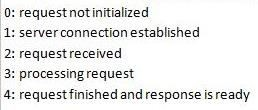 0: request not initialized
1: server connection established
2: request received
3: processing request
4: request finished and response is ready